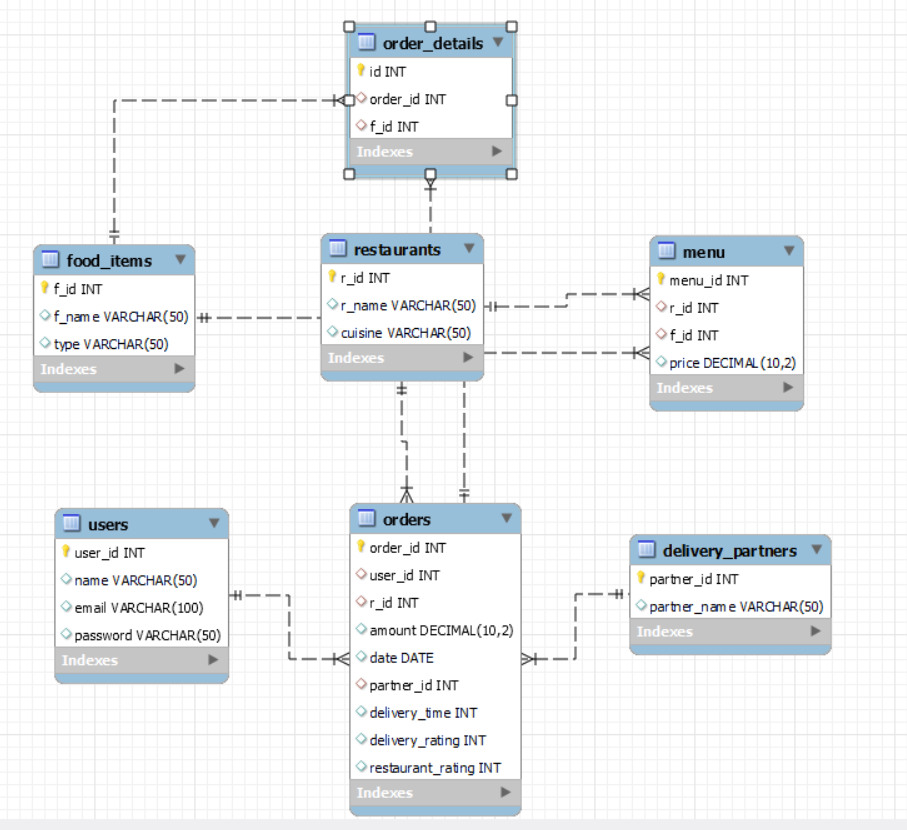 order_details
id INT
order_id INT
f_id INT
Indexes
food_items
f_id INT
f_name VARCHAR(50)
type VARCHAR(50)
Indexes
restaurants
r_id INT
r_name VARCHAR(50)
cuisine VARCHAR(50)
Indexes
menu
menu_id INT
r_id INT
f_id INT
price DECIMAL(10,2)
Indexes
users
user_id INT
name VARCHAR(50)
email VARCHAR(100)
password VARCHAR(50)
Indexes
orders
order_id INT
user_id INT
r_id INT
amount DECIMAL(10,2)
date DATE
partner_id INT
delivery_time INT
delivery_rating INT
restaurant_rating INT
Indexes
delivery_partners
partner_id INT
partner_name VARCHAR(50)
Indexes